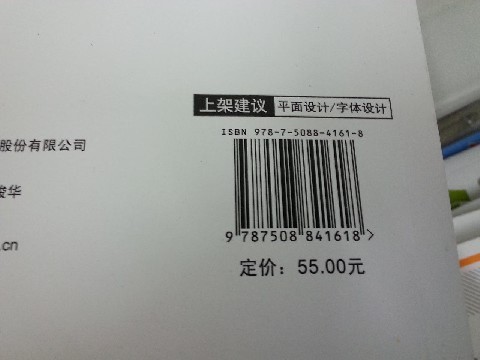 上架建议 平面设计/字体设计
ISBN 978-7-5088-4161-8
股份有限公司
9 787508 841618 >
俊华
.cn
定价：55.00元